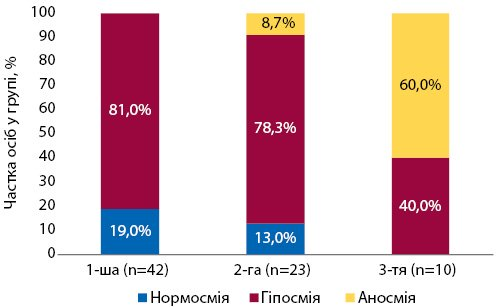 Частка осіб у групі, %
100
90
80
70
60
50
40
30
20
10
0
81,0%
19,0%
8,7%
78,3%
13,0%
60,0%
40,0%
1-ша (n=42)
2-га (n=23)
3-тя (n=10)
Нормосмія
Гіпосмія
Аносмія